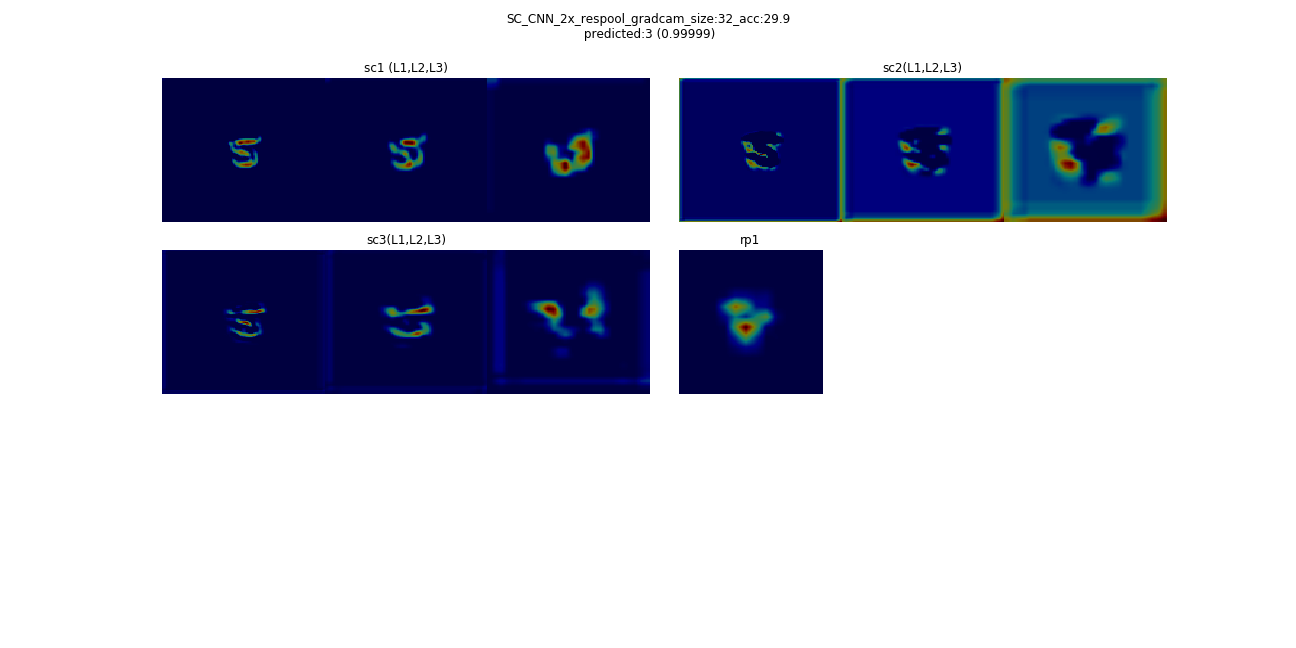 SC_CNN_2x_respool_gradcam_size:32_acc:29.9
predicted:3 (0.99999)
sc1 (L1,L2,L3)
sc2(L1,L2,L3)
sc3(L1,L2,L3)
rp1